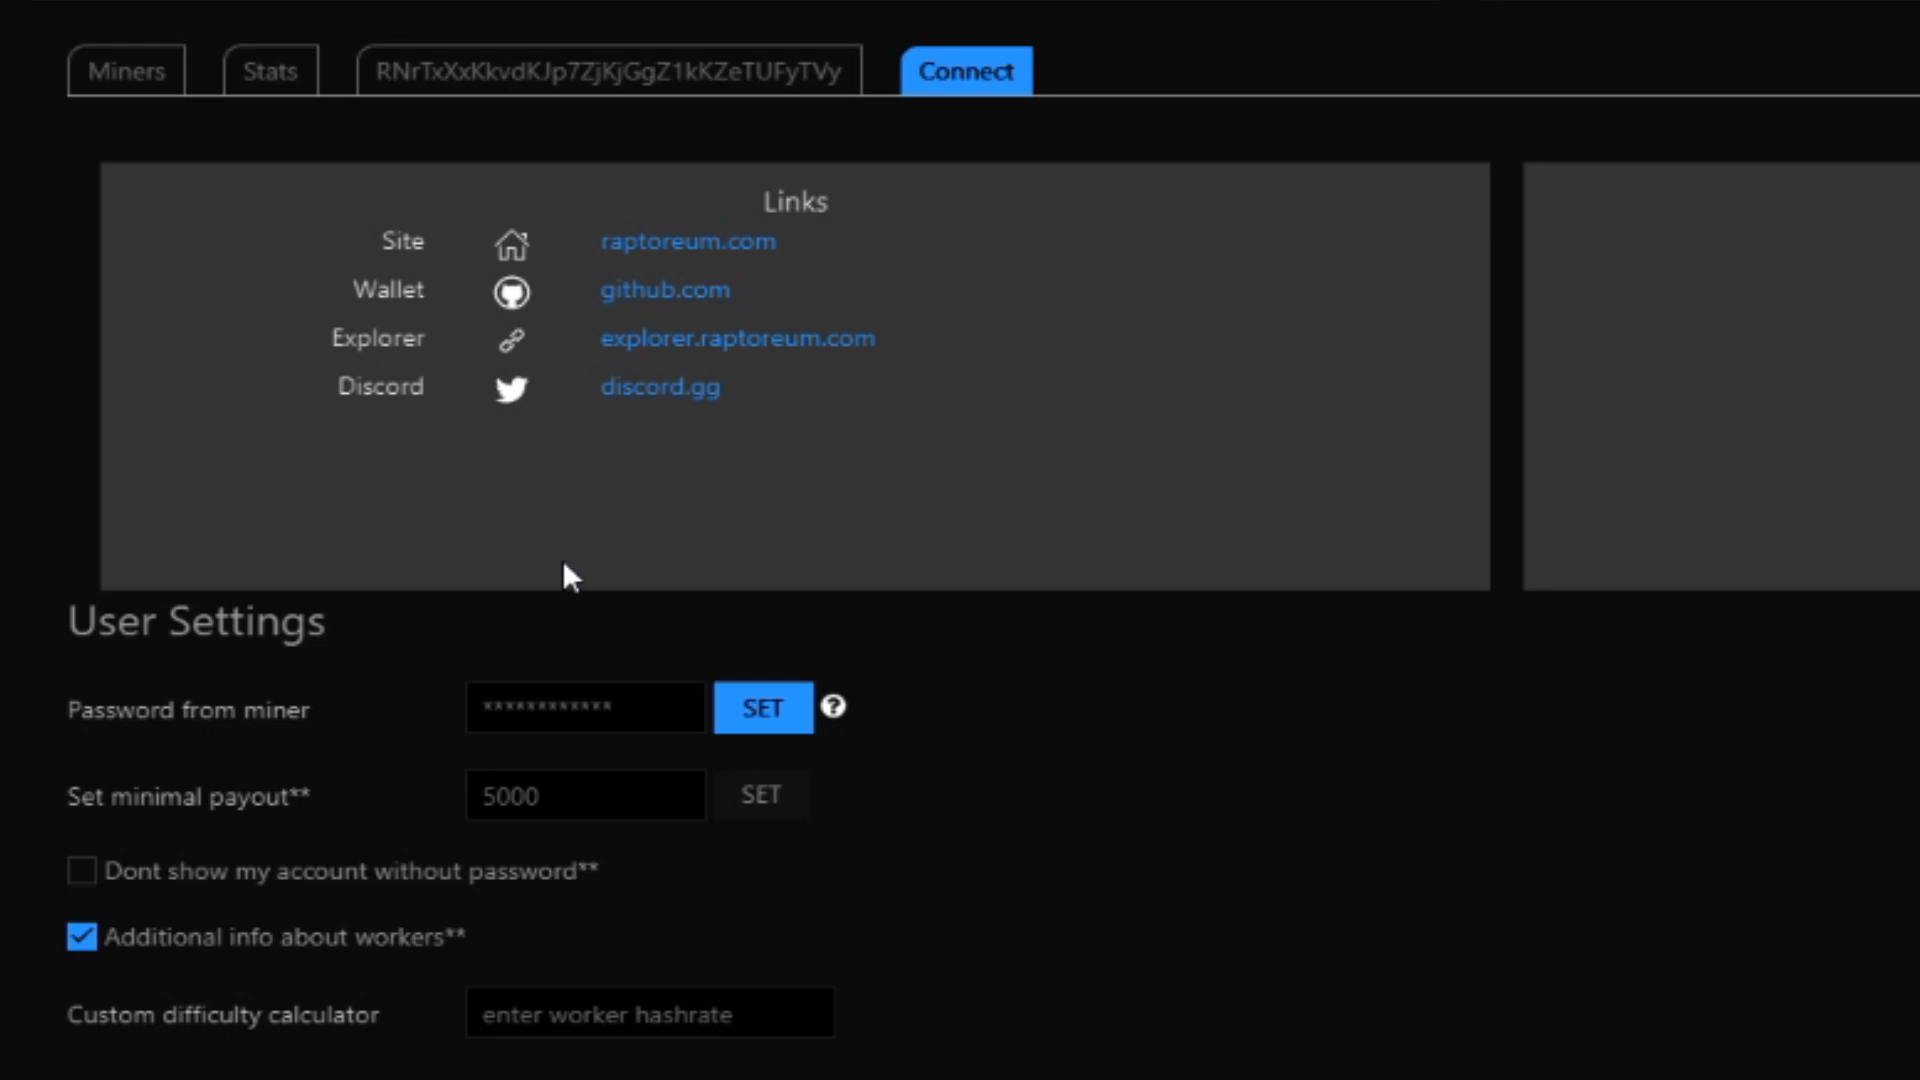 Miners
Stats
RNrTxXxKkvdKJp7ZjKjGgZ1kKZeTUFyTVy
Connect
Links
Site raptoreum.com
Wallet github.com
Explorer explorer.raptoreum.com
Discord discord.gg
User Settings
Password from miner ************ SET ?
Set minimal payout** 5000 SET
Dont show my account without password**
Additional info about workers**
Custom difficulty calculator enter worker hashrate